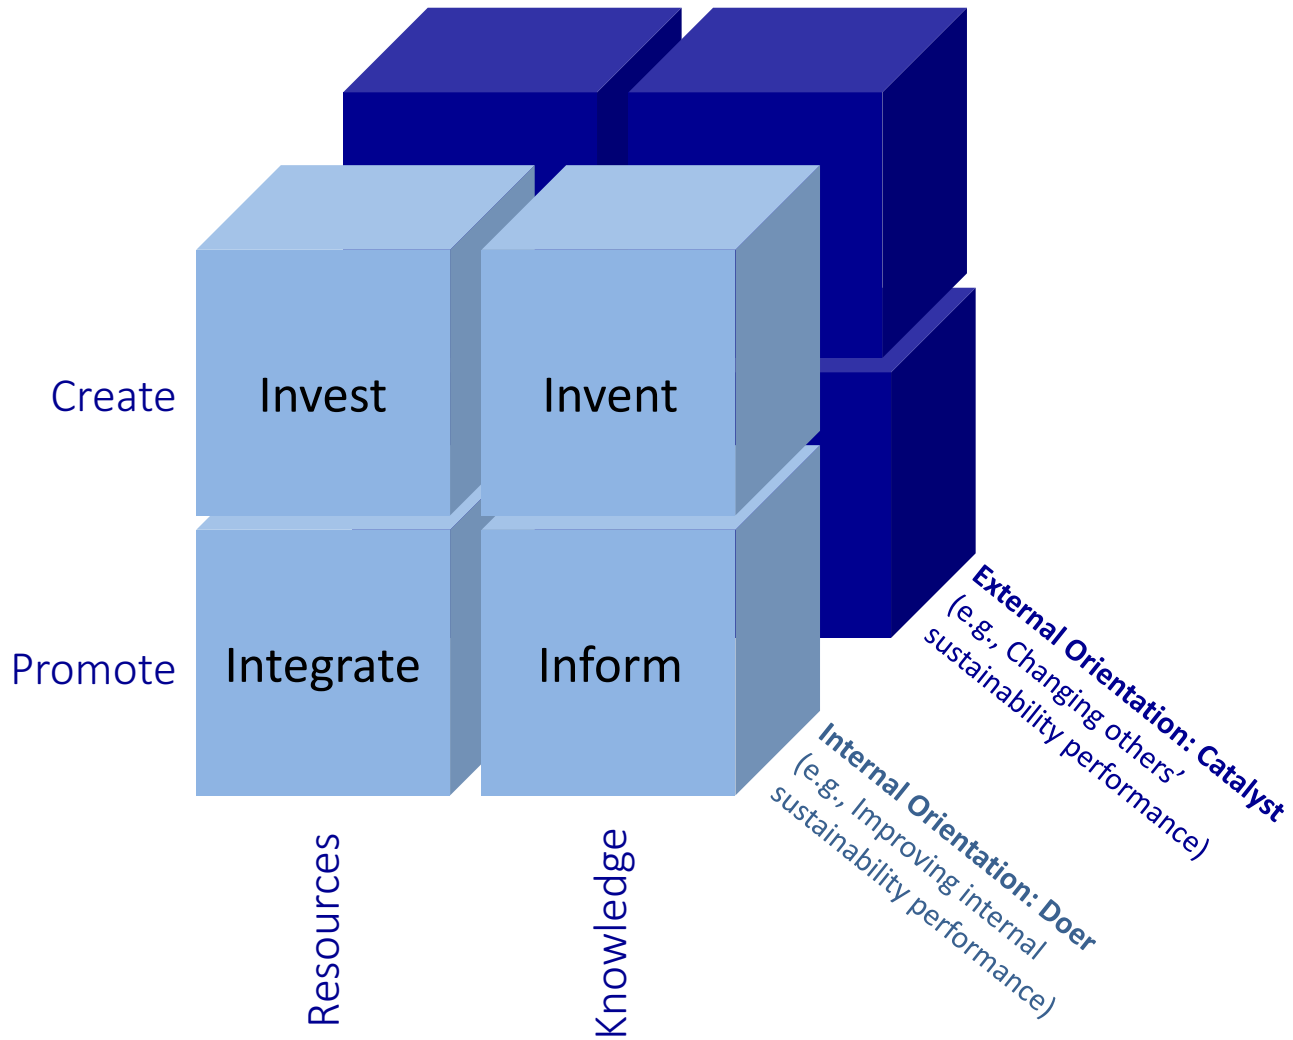 Create
Invest
Invent
Promote
Integrate
Inform
Resources
Knowledge
External Orientation: Catalyst
(e.g., Changing others’
sustainability performance)
Internal Orientation: Doer
(e.g., Improving internal
sustainability performance)